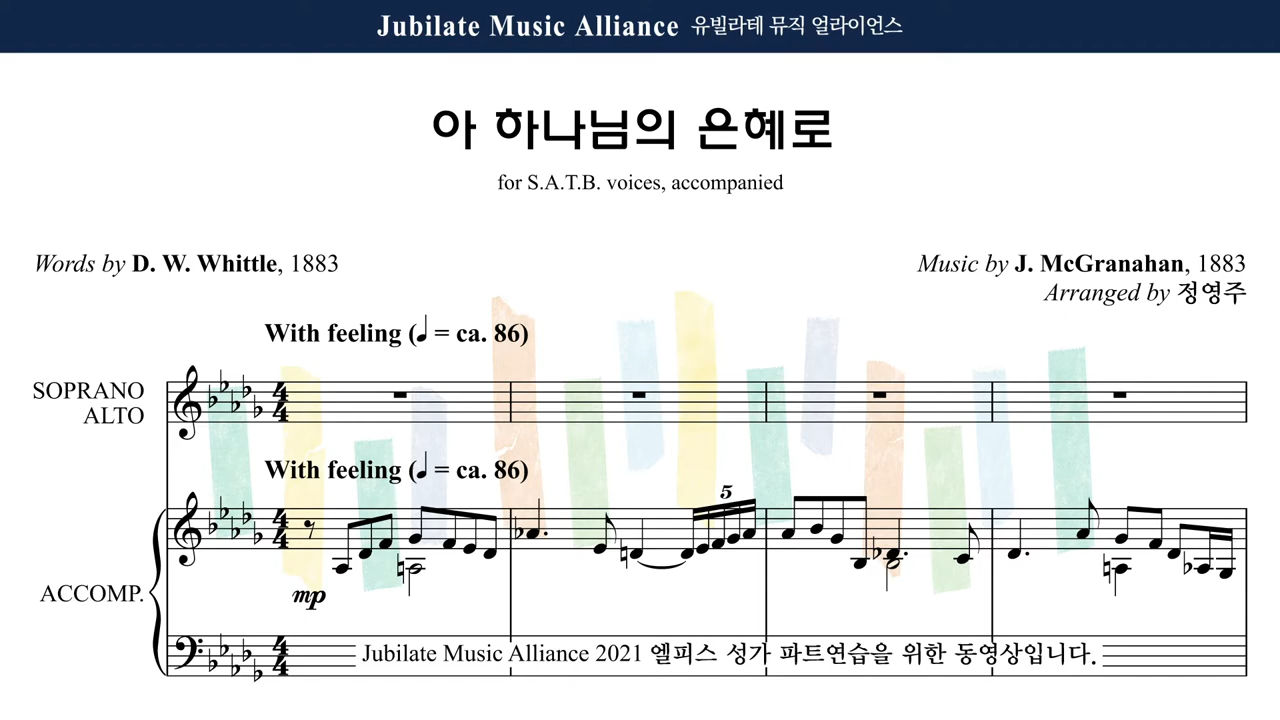 Jubilate Music Alliance 유빌라테 뮤직 얼라이언스
아 하나님의 은혜로
for S.A.T.B. voices, accompanied
Words by D. W. Whittle, 1883
Music by J. McGranahan, 1883
Arranged by 정영주
With feeling (♩ = ca. 86)
SOPRANO
ALTO
With feeling (♩ = ca. 86)
5
mp
ACCOMP.
Jubilate Music Alliance 2021 엘피스 성가 파트연습을 위한 동영상입니다.